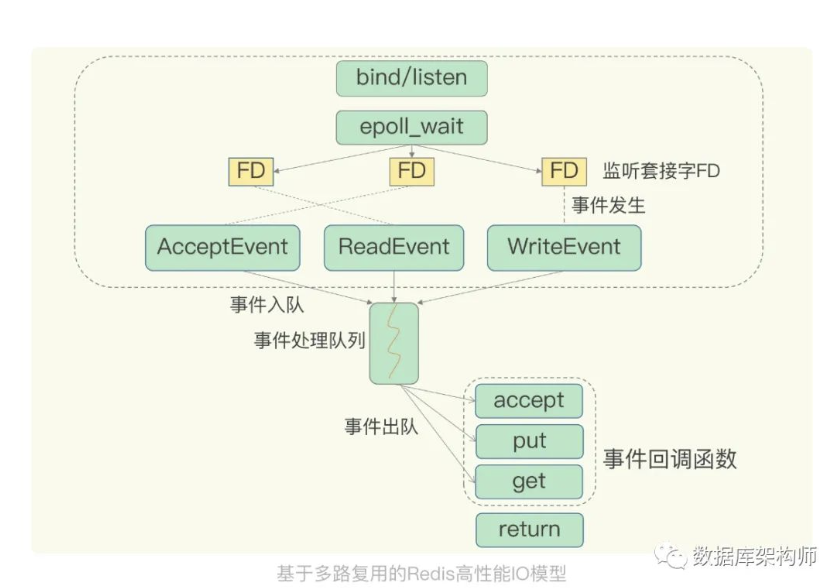 bind/listen
epoll_wait
FD
FD
FD
监听套接字FD
事件发生
AcceptEvent
ReadEvent
WriteEvent
事件入队
事件处理队列
事件出队
accept
put
get
事件回调函数
return
数据库架构师
基于多路复用的Redis高性能IO模型